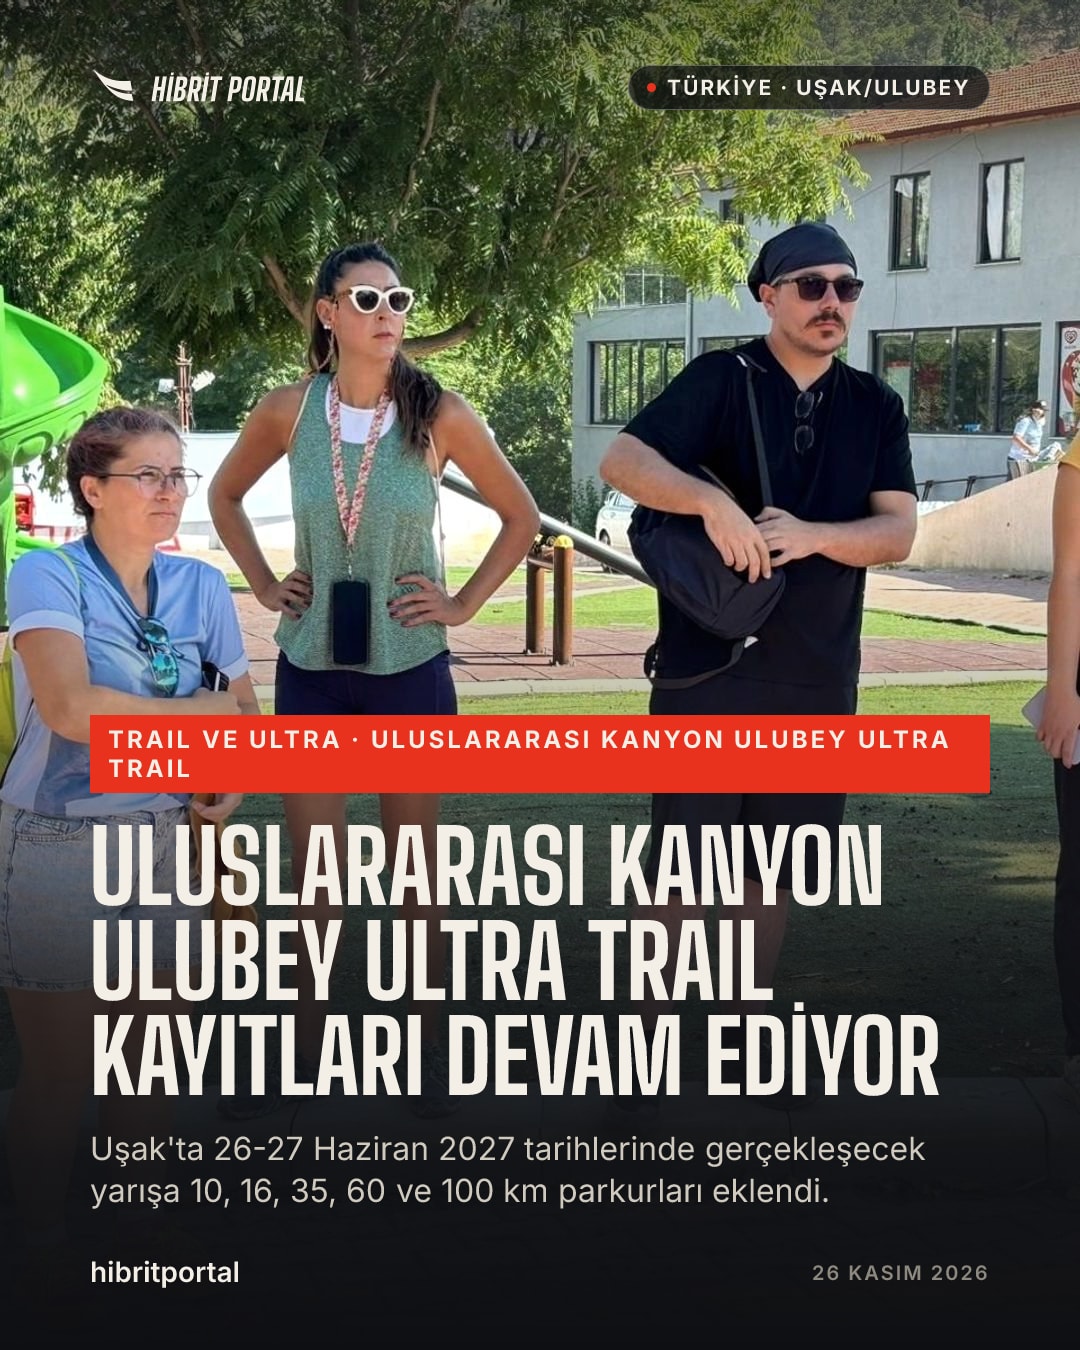 HİBRİT PORTAL
TÜRKİYE · UŞAK/ULUBEY
TRAIL VE ULTRA · ULUSLARARASI KANYON ULUBEY ULTRA
TRAIL
ULUSLARARASI KANYON
ULUBEY ULTRA TRAIL
KAYITLARI DEVAM EDİYOR
Uşak'ta 26-27 Haziran 2027 tarihlerinde gerçekleşecek
yarışa 10, 16, 35, 60 ve 100 km parkurları eklendi.
hibritportal
26 KASIM 2026